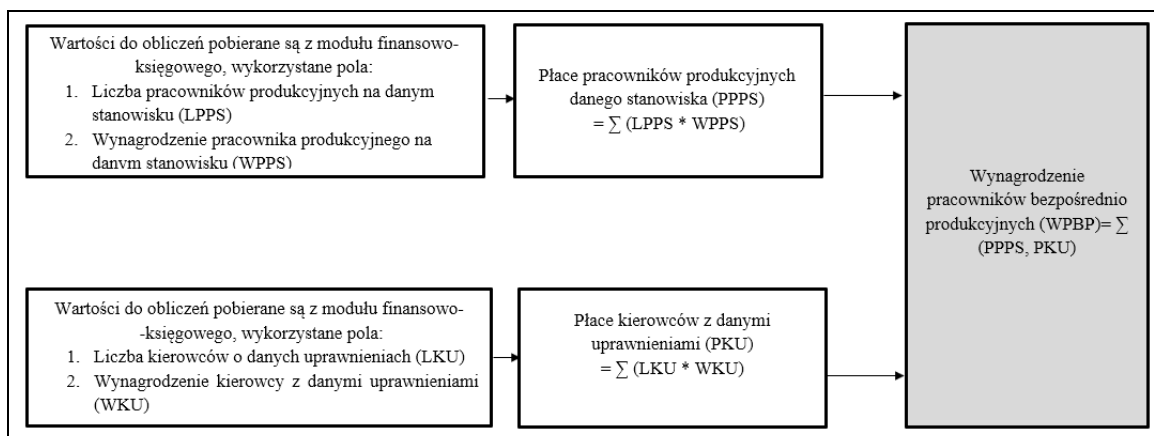 Wartości do obliczeń pobierane są z modułu finansowo-
księgowego, wykorzystane pola:
1. Liczba pracowników produkcyjnych na danym
stanowisku (LPPS)
2. Wynagrodzenie pracownika produkcyjnego na
danym stanowisku (WPPS)
Płace pracowników produkcyjnych
danego stanowiska (PPPS)
= ∑ (LPPS * WPPS)
Wynagrodzenie
pracowników bezpośrednio
produkcyjnych (WPBP)= ∑
(PPPS, PKU)
Wartości do obliczeń pobierane są z modułu finansowo-
-księgowego, wykorzystane pola:
1. Liczba kierowców o danych uprawnieniach (LKU)
2. Wynagrodzenie kierowcy z danymi uprawnieniami
(WKU)
Płace kierowców z danymi
uprawnieniami (PKU)
= ∑ (LKU * WKU)